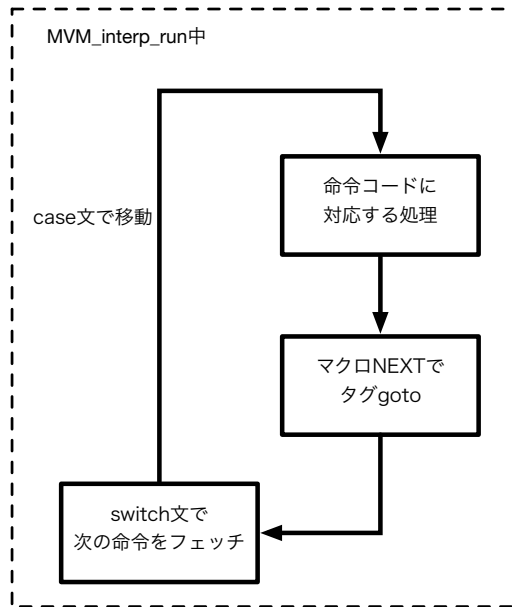 MVM_interp_run中
命令コードに
対応する処理
case文で移動
マクロNEXTで
タグgoto
switch文で
次の命令をフェッチ